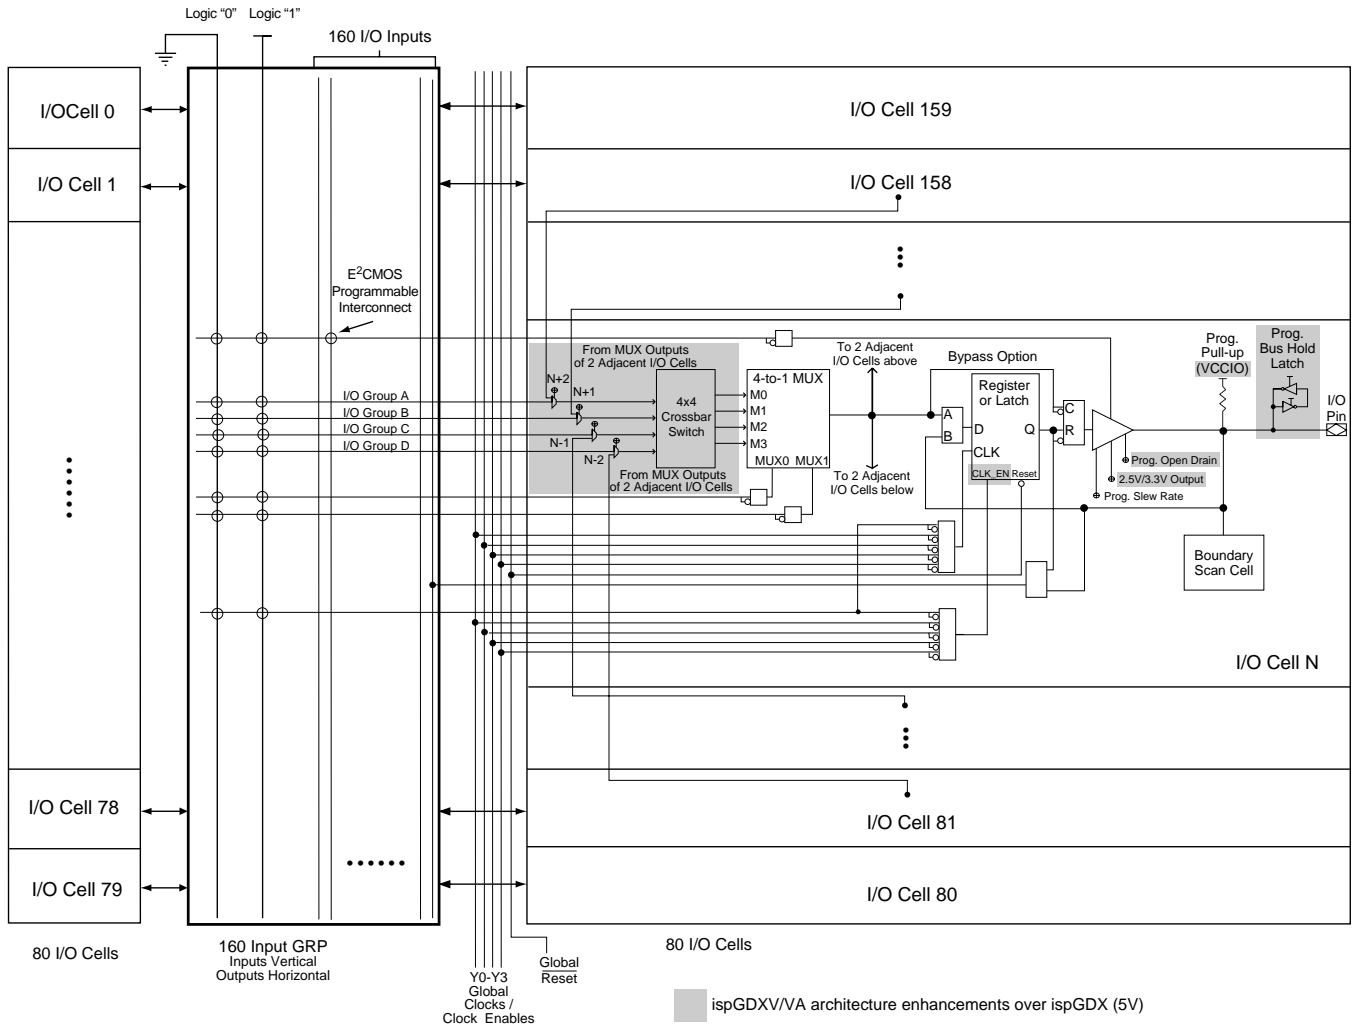 Logic “0” Logic “1”
160 I/O Inputs
I/OCell 0
I/O Cell 159
I/O Cell 1
I/O Cell 158
E2CMOS
Programmable
Interconnect
From MUX Outputs
of 2 Adjacent I/O Cells
N+2
N+1
N-1
N-2
4x4
Crossbar
Switch
From MUX Outputs
of 2 Adjacent I/O Cells
I/O Group A
I/O Group B
I/O Group C
I/O Group D
4-to-1 MUX
M0
M1
M2
M3
MUX0 MUX1
To 2 Adjacent
I/O Cells above
To 2 Adjacent
I/O Cells below
Bypass Option
A
B
Register
or Latch
D
Q
CLK
CLK_EN Reset
C
R
Prog.
Pull-up
(VCCIO)
Prog.
Bus Hold
Latch
I/O
Pin
Prog. Open Drain
2.5V/3.3V Output
Prog. Slew Rate
Boundary
Scan Cell
I/O Cell N
I/O Cell 78
I/O Cell 81
I/O Cell 79
I/O Cell 80
80 I/O Cells
160 Input GRP
Inputs Vertical
Outputs Horizontal
Y0-Y3
Global
Clocks /
Clock Enables
Global
Reset
80 I/O Cells
ispGDXV/VA architecture enhancements over ispGDX (5V)